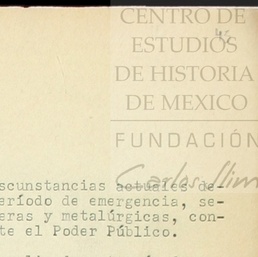 CENTRO DE
ESTUDIOS
DE HISTORIA
DE MEXICO
FUNDACIÓN
Carlos Slim
scunstancias actuales de-
eríodo de emergencia, se-
eras y metalúrgicas, con-
te el Poder Público.